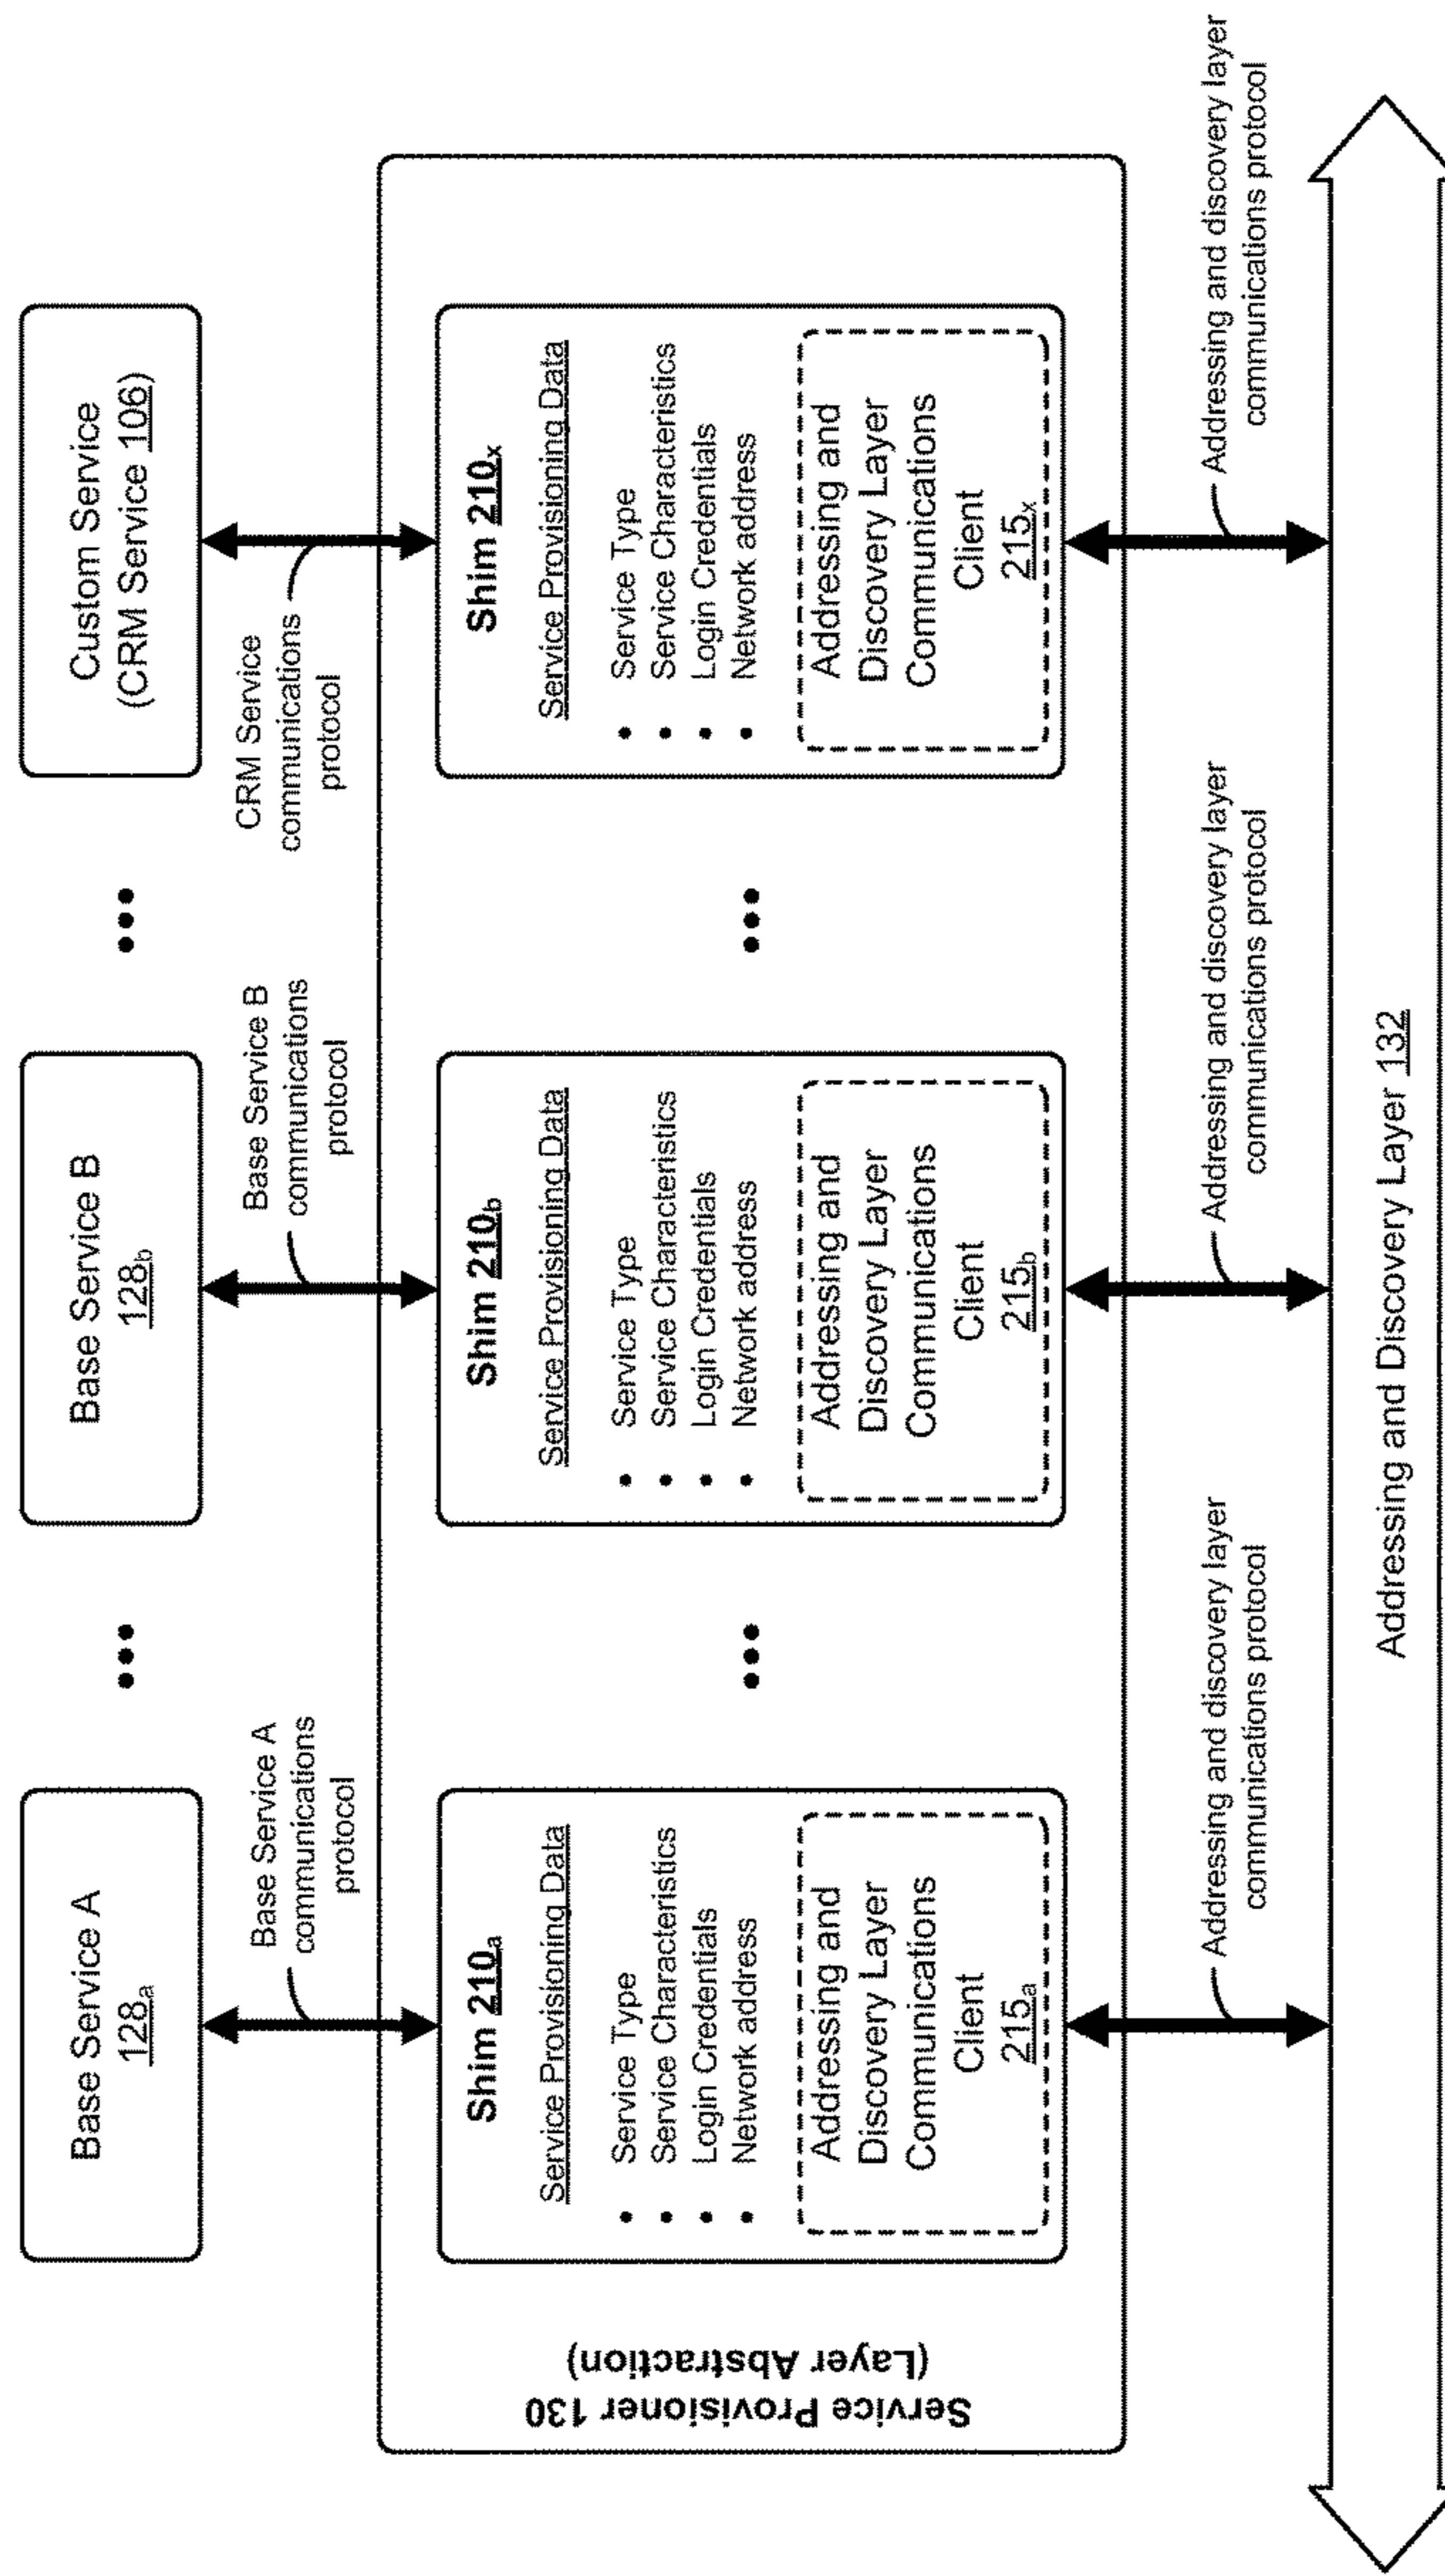 Base Service A
128a
Base Service B
128b
Custom Service
(CRM Service 106)
Base Service A
communications
protocol
Base Service B
communications
protocol
CRM Service
communications
protocol
Service Provisioner 130
(Layer Abstraction)
Shim 210a
Service Provisioning Data
• Service Type
• Service Characteristics
• Login Credentials
• Network address
Addressing and
Discovery Layer
Communications
Client
215a
•••
Shim 210b
Service Provisioning Data
• Service Type
• Service Characteristics
• Login Credentials
• Network address
Addressing and
Discovery Layer
Communications
Client
215b
•••
Shim 210x
Service Provisioning Data
• Service Type
• Service Characteristics
• Login Credentials
• Network address
Addressing and
Discovery Layer
Communications
Client
215x
Addressing and discovery layer
communications protocol
Addressing and discovery layer
communications protocol
Addressing and discovery layer
communications protocol
Addressing and Discovery Layer 132